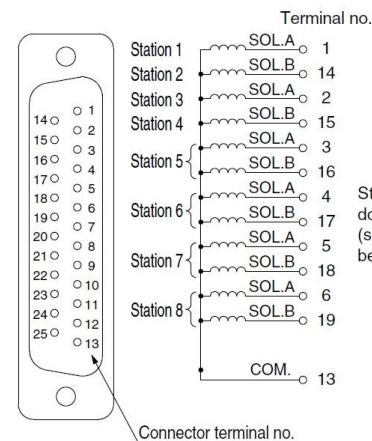 Terminal no.
Station 1 SOL.A 1
Station 2 SOL.B 14
Station 3 SOL.A 2
Station 4 SOL.B 15
Station 5 SOL.A 3
SOL.B 16
Station 6 SOL.A 4
SOL.B 17
Station 7 SOL.A 5
SOL.B 18
Station 8 SOL.A 6
SOL.B 19
COM. 13
1
14
2
15
3
16
4
17
5
18
6
19
7
20
8
21
9
22
10
23
11
24
12
25
13
Connector terminal no.